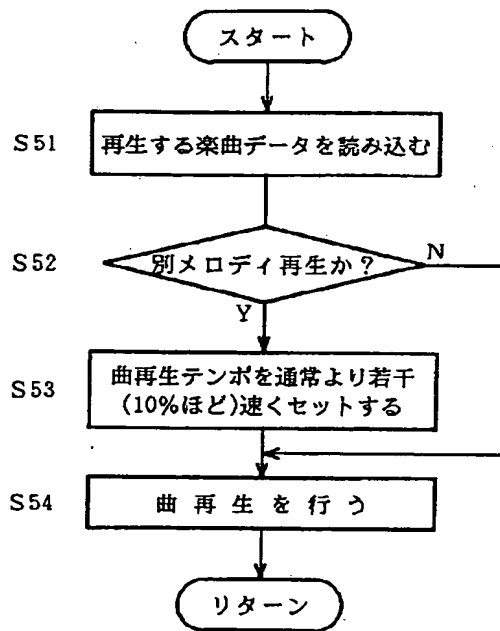 スタート
S51 再生する楽曲データを読み込む
S52 別メロディ再生か？ N
Y
S53 曲再生テンポを通常より若干
(10%ほど)速くセットする
S54 曲再生を行う
リターン